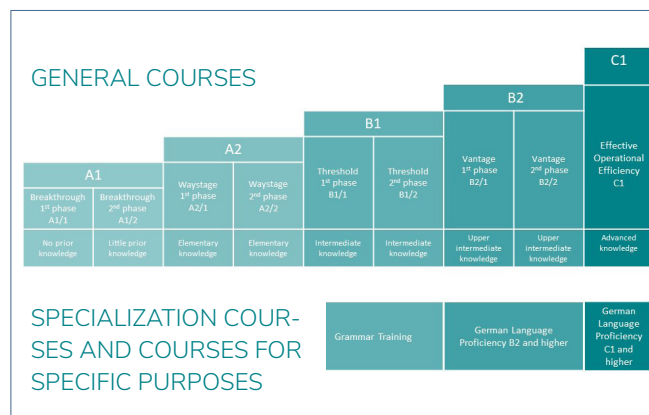 GENERAL COURSES
C1
B2
B1
A2
A1
Breakthrough
1st phase
A1/1
Breakthrough
2nd phase
A1/2
Waystage
1st phase
A2/1
Waystage
2nd phase
A2/2
Threshold
1st phase
B1/1
Threshold
2nd phase
B1/2
Vantage
1st phase
B2/1
Vantage
2nd phase
B2/2
Effective
Operational
Efficiency
C1
No prior
knowledge
Little prior
knowledge
Elementary
knowledge
Elementary
knowledge
Intermediate
knowledge
Intermediate
knowledge
Upper
intermediate
knowledge
Upper
intermediate
knowledge
Advanced
knowledge
SPECIALIZATION COUR-
SES AND COURSES FOR
SPECIFIC PURPOSES
Grammar Training
German Language
Proficiency B2 and higher
German
Language
Proficiency
C1 and
higher